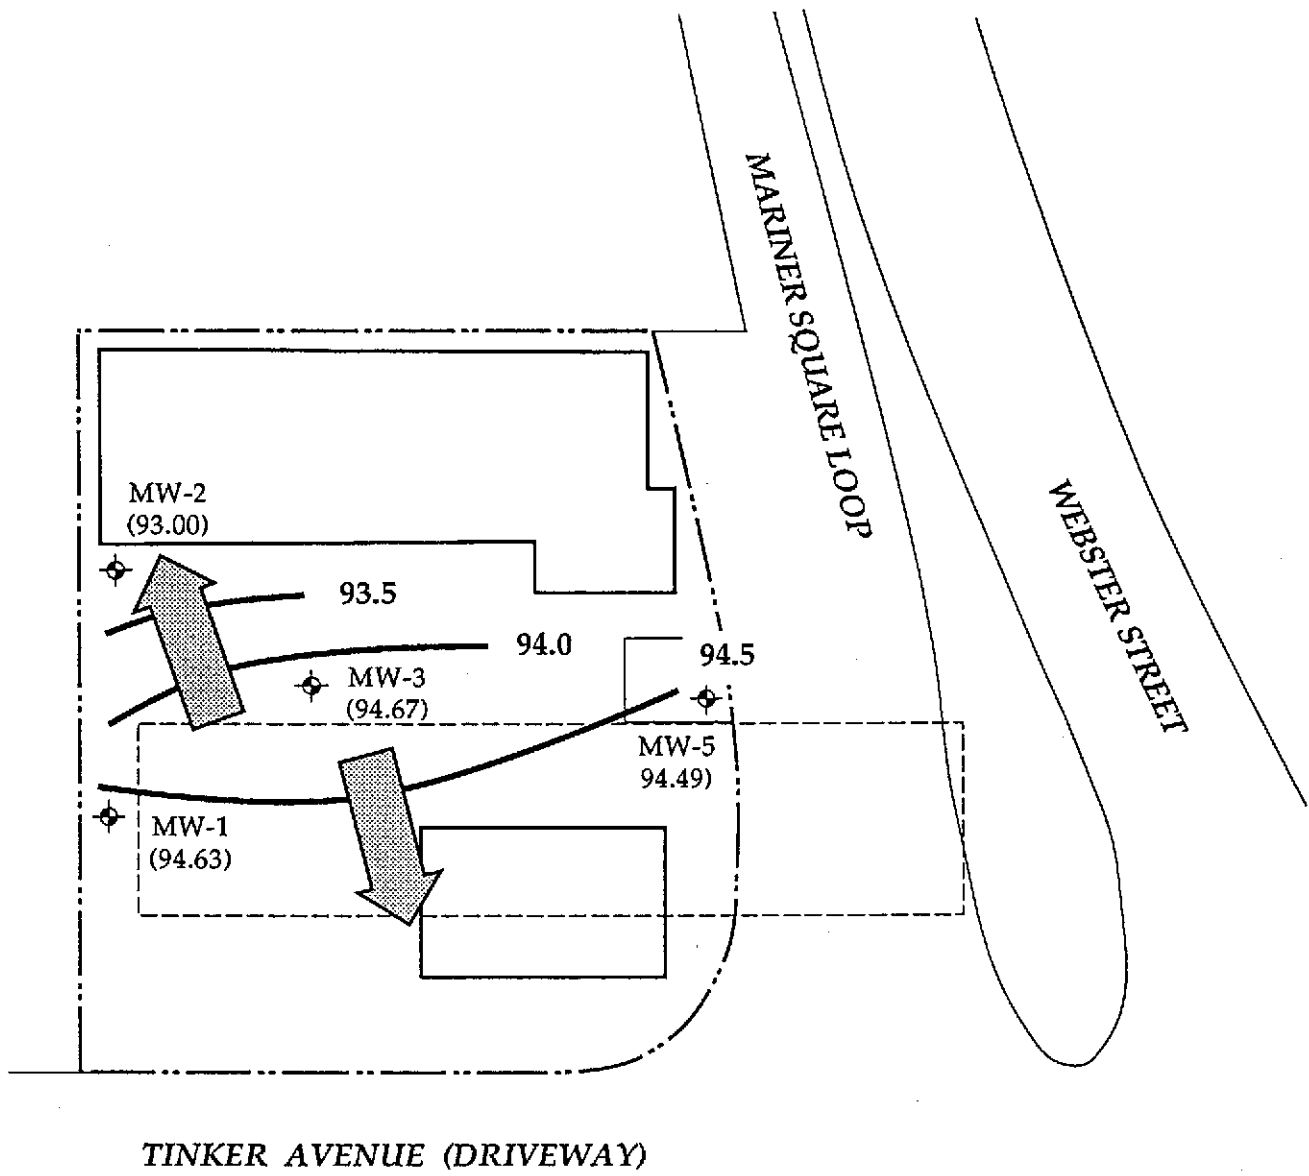 MARINER SQUARE LOOP
WEBSTER STREET
MW-2
(93.00)
93.5
94.0
94.5
MW-3
(94.67)
MW-5
94.49)
MW-1
(94.63)
TINKER AVENUE (DRIVEWAY)